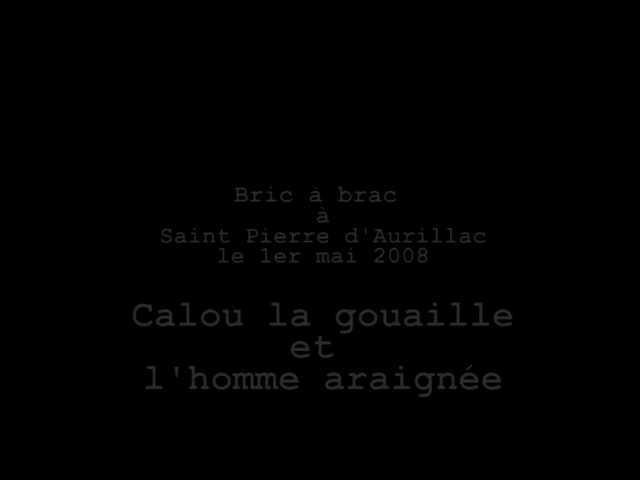 Bric à brac
à
Saint Pierre d'Aurillac
le 1er mai 2008
Calou la gouaille
et
l'homme araignée